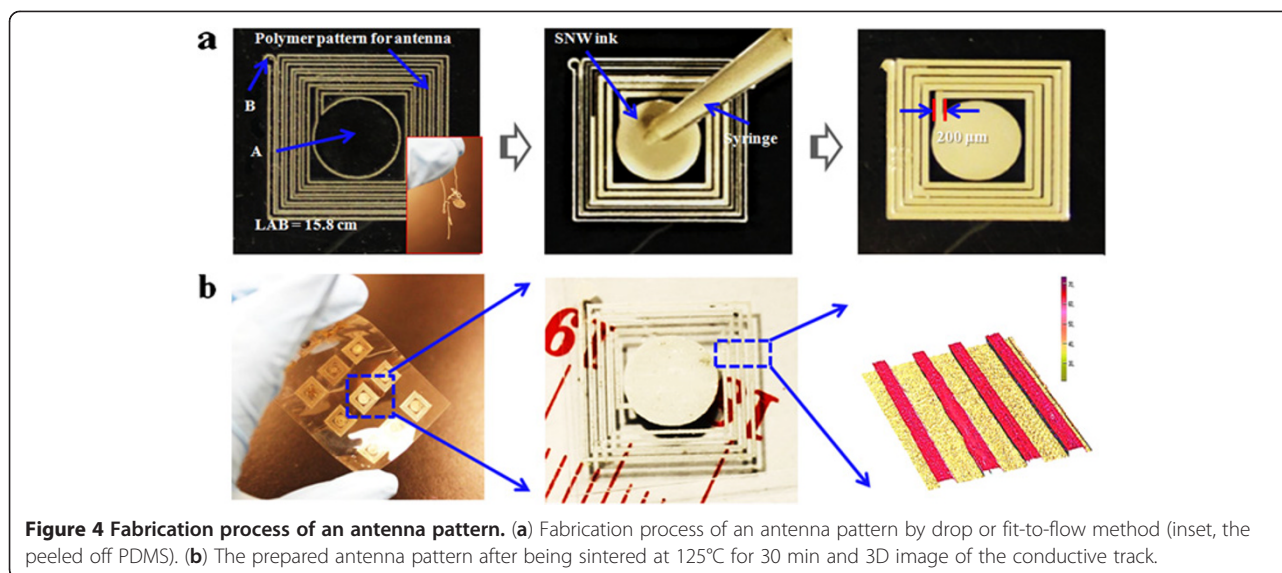 a
Polymer pattern for antenna
B
A
LAB = 15.8 cm
SNW ink
Syringe
200 µm
b
6
Figure 4 Fabrication process of an antenna pattern. (a) Fabrication process of an antenna pattern by drop or fit-to-flow method (inset, the
peeled off PDMS). (b) The prepared antenna pattern after being sintered at 125°C for 30 min and 3D image of the conductive track.